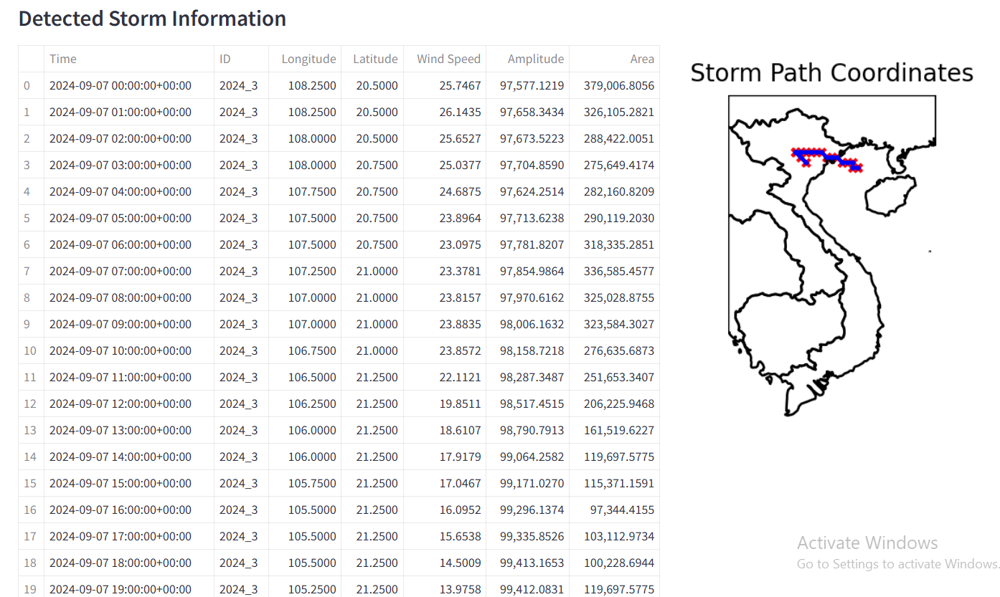 Detected Storm Information
Time ID Longitude Latitude Wind Speed Amplitude Area
0 2024-09-07 00:00:00+00:00 2024_3 108.2500 20.5000 25.7467 97,577.1219 379,006.8056
1 2024-09-07 01:00:00+00:00 2024_3 108.2500 20.5000 26.1435 97,658.3434 326,105.2821
2 2024-09-07 02:00:00+00:00 2024_3 108.0000 20.5000 25.6527 97,673.5223 288,422.0051
3 2024-09-07 03:00:00+00:00 2024_3 108.0000 20.7500 25.0377 97,704.8590 275,649.4174
4 2024-09-07 04:00:00+00:00 2024_3 107.7500 20.7500 24.6875 97,624.2514 282,160.8209
5 2024-09-07 05:00:00+00:00 2024_3 107.5000 20.7500 23.8964 97,713.6238 290,119.2030
6 2024-09-07 06:00:00+00:00 2024_3 107.5000 20.7500 23.0975 97,781.8207 318,335.2851
7 2024-09-07 07:00:00+00:00 2024_3 107.2500 21.0000 23.3781 97,854.9864 336,585.4577
8 2024-09-07 08:00:00+00:00 2024_3 107.0000 21.0000 23.8157 97,970.6162 325,028.8755
9 2024-09-07 09:00:00+00:00 2024_3 107.0000 21.0000 23.8835 98,006.1632 323,584.3027
10 2024-09-07 10:00:00+00:00 2024_3 106.7500 21.0000 23.8572 98,158.7218 276,635.6873
11 2024-09-07 11:00:00+00:00 2024_3 106.5000 21.2500 22.1121 98,287.3487 251,653.3407
12 2024-09-07 12:00:00+00:00 2024_3 106.2500 21.2500 19.8511 98,517.4515 206,225.9468
13 2024-09-07 13:00:00+00:00 2024_3 106.0000 21.2500 18.6107 98,790.7913 161,519.6227
14 2024-09-07 14:00:00+00:00 2024_3 106.0000 21.2500 17.9179 99,064.2582 119,697.5775
15 2024-09-07 15:00:00+00:00 2024_3 105.7500 21.2500 17.0467 99,171.0270 115,371.1591
16 2024-09-07 16:00:00+00:00 2024_3 105.5000 21.2500 16.0952 99,296.1374 97,344.4155
17 2024-09-07 17:00:00+00:00 2024_3 105.5000 21.2500 15.6538 99,335.8526 103,112.9734
18 2024-09-07 18:00:00+00:00 2024_3 105.5000 21.2500 14.5009 99,413.1653 100,228.6944
19 2024-09-07 19:00:00+00:00 2024_3 105.2500 21.2500 13.9758 99,412.0831 119,697.5775
Storm Path Coordinates
Activate Windows
Go to Settings to activate Windows.